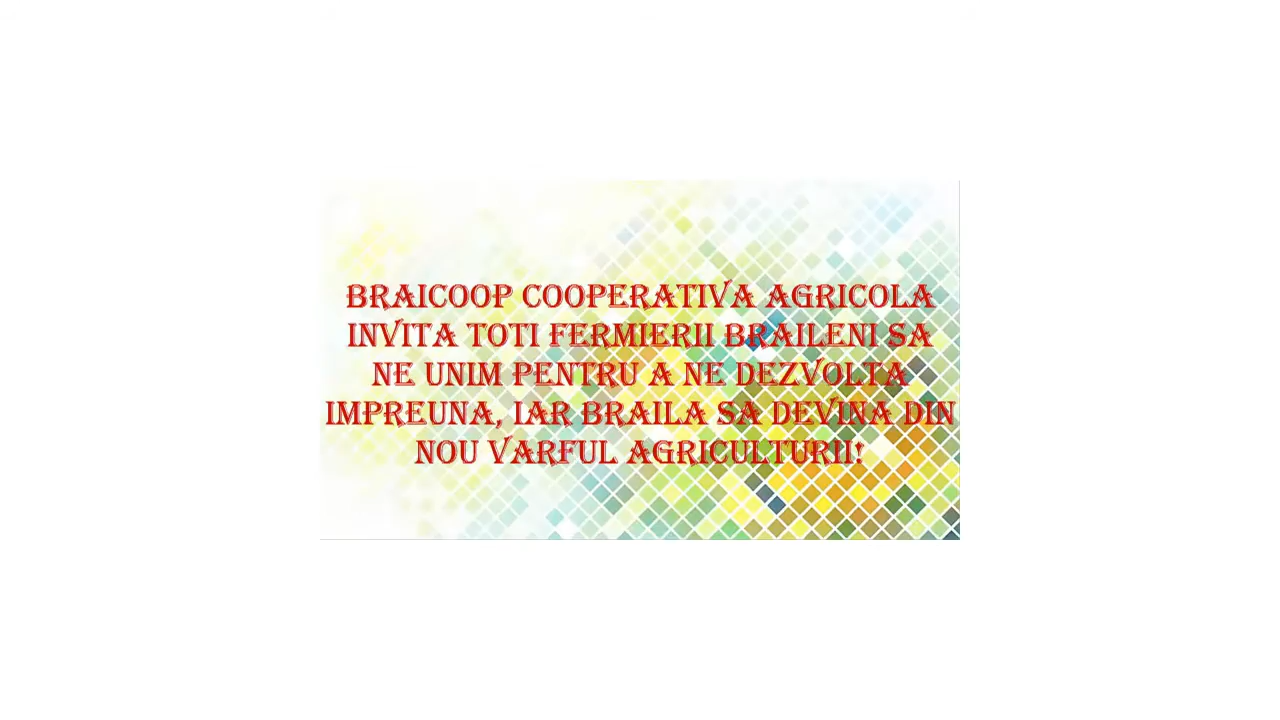 BRAICOOP COOPERATIVA AGRICOLA
INVITA TOTI FERMIERII BRAILENI SA
NE UNIM PENTRU A NE DEZVOLTA
IMPREUNA, IAR BRAILA SA DEVINA DIN
NOU VARFUL AGRICULTURII!